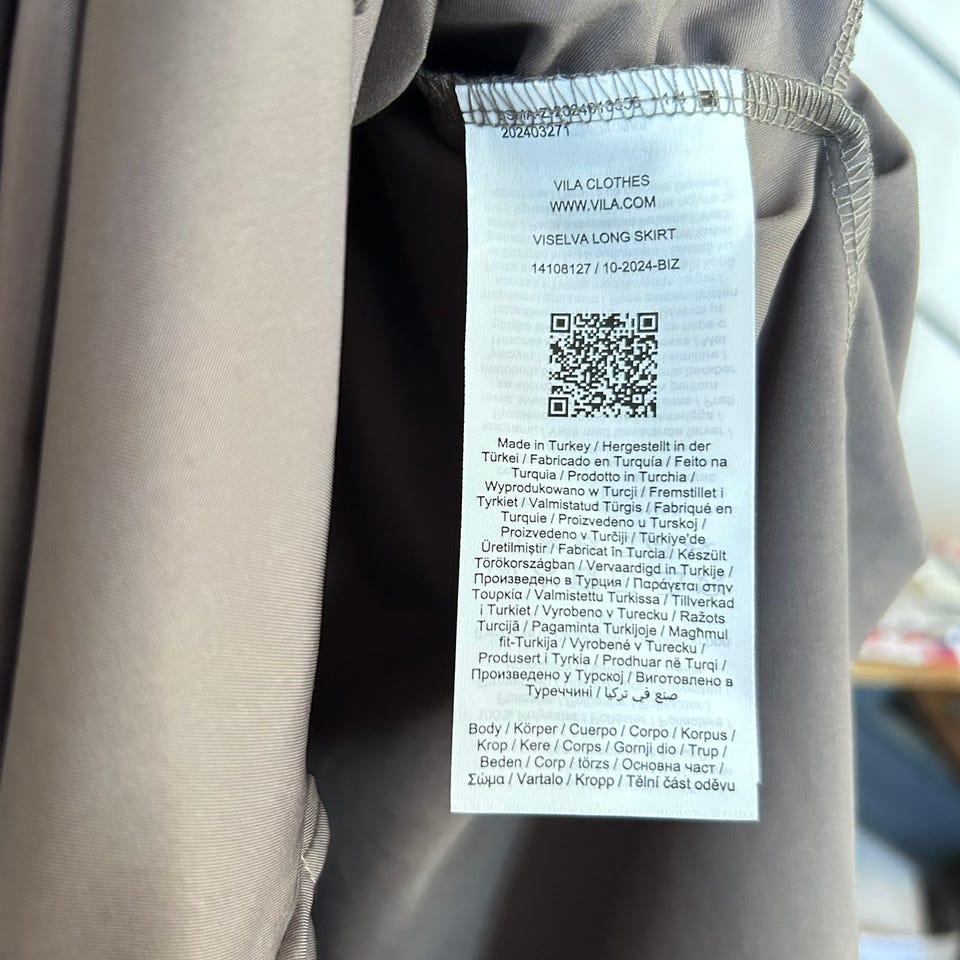 202403271
VILA CLOTHES
WWW.VILA.COM
VISELVA LONG SKIRT
14108127 / 10-2024-BIZ
Made in Turkey / Hergestellt in der
Türkei / Fabricado en Turquía / Feito na
Turquia / Prodotto in Turchia /
Wyprodukowano w Turcji / Fremstillet i
Tyrkiet / Valmistatud Türgis / Fabriqué en
Turquie / Proizvedeno u Turskoj /
Proizvedeno v Turčiji / Türkiye'de
Üretilmiştir / Fabricat în Turcia / Készült
Törökországban / Vervaardigd in Turkije /
Произведено в Турция / Παράγεται στην
Τουρκία / Valmistettu Turkissa / Tillverkad
i Turkiet / Vyrobeno v Turecku / Ražots
Turcijā / Pagaminta Turkijoje / Magħmul
fit-Turkija / Vyrobené v Turecku /
Produsert i Tyrkia / Prodhuar në Turqi /
Произведено у Турској / Виготовлено в
Туреччині / صنع في تركيا
Body / Körper / Cuerpo / Corpo / Korpus /
Krop / Kere / Corps / Gornji dio / Trup /
Beden / Corp / törzs / Основна част /
Σώμα / Vartalo / Kropp / Tělní část oděvu